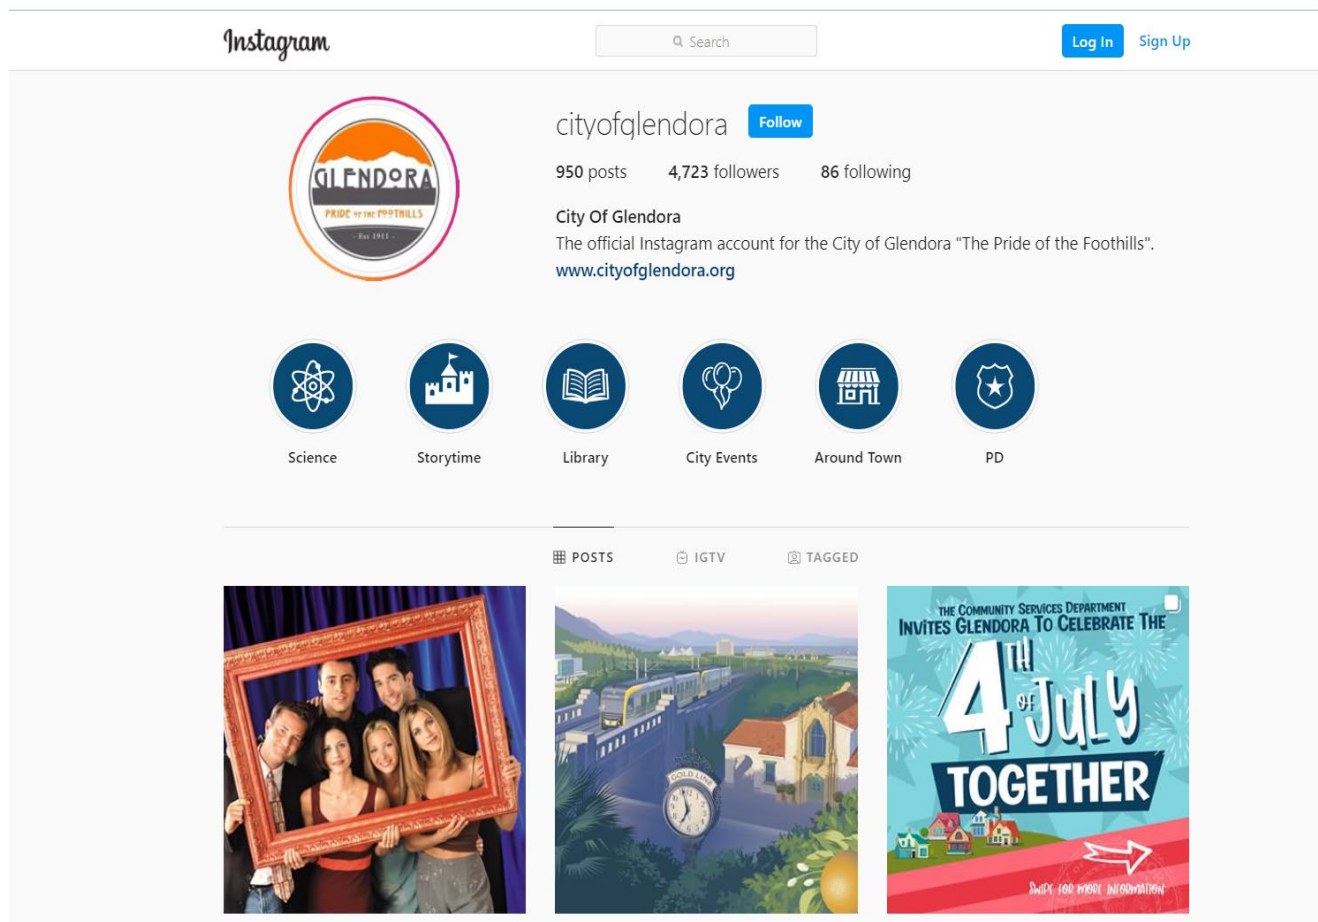 Instagram
Search
Log In
Sign Up
GLENDORA
PRIDE OF THE FOOTHILLS
- Est 1911 -
cityofglendora
Follow
950 posts 4,723 followers 86 following
City Of Glendora
The official Instagram account for the City of Glendora "The Pride of the Foothills".
www.cityofglendora.org
Science
Storytime
Library
City Events
Around Town
PD
POSTS
IGTV
TAGGED
GOLD LINE
THE COMMUNITY SERVICES DEPARTMENT
INVITES GLENDORA TO CELEBRATE THE
4TH OF JULY
TOGETHER
SWIPE FOR MORE INFORMATION